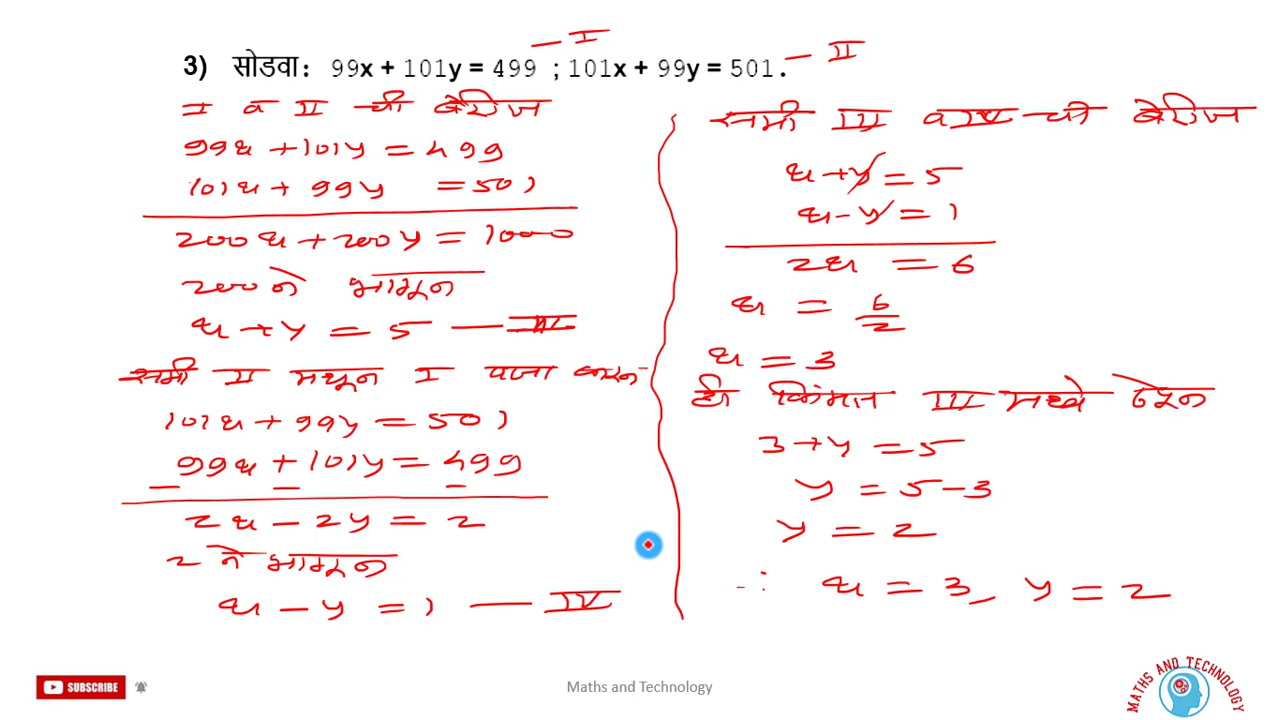 3) सोडवा: 99x + 101y = 499 ; 101x + 99y = 501.
— I
— II
I व II ची बेरीज
99x + 101y = 499
101x + 99y = 501
200x + 200y = 1000
200 ने भागून
x + y = 5 — III
समी II मधून I वजा करून
101x + 99y = 501
99x + 101y = 499
— — —
2x - 2y = 2
2 ने भागून
x - y = 1 — IV
समी III व IV ची बेरीज
x + y = 5
x - y = 1
2x = 6
x = 6/2
x = 3
ही किंमत III मध्ये ठेवून
3 + y = 5
y = 5 - 3
y = 2
∴ x = 3, y = 2
SUBSCRIBE
Maths and Technology
MATHS AND TECHNOLOGY